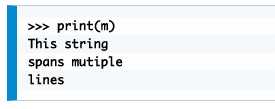 >>> print(m)
This string
spans mutiple
lines